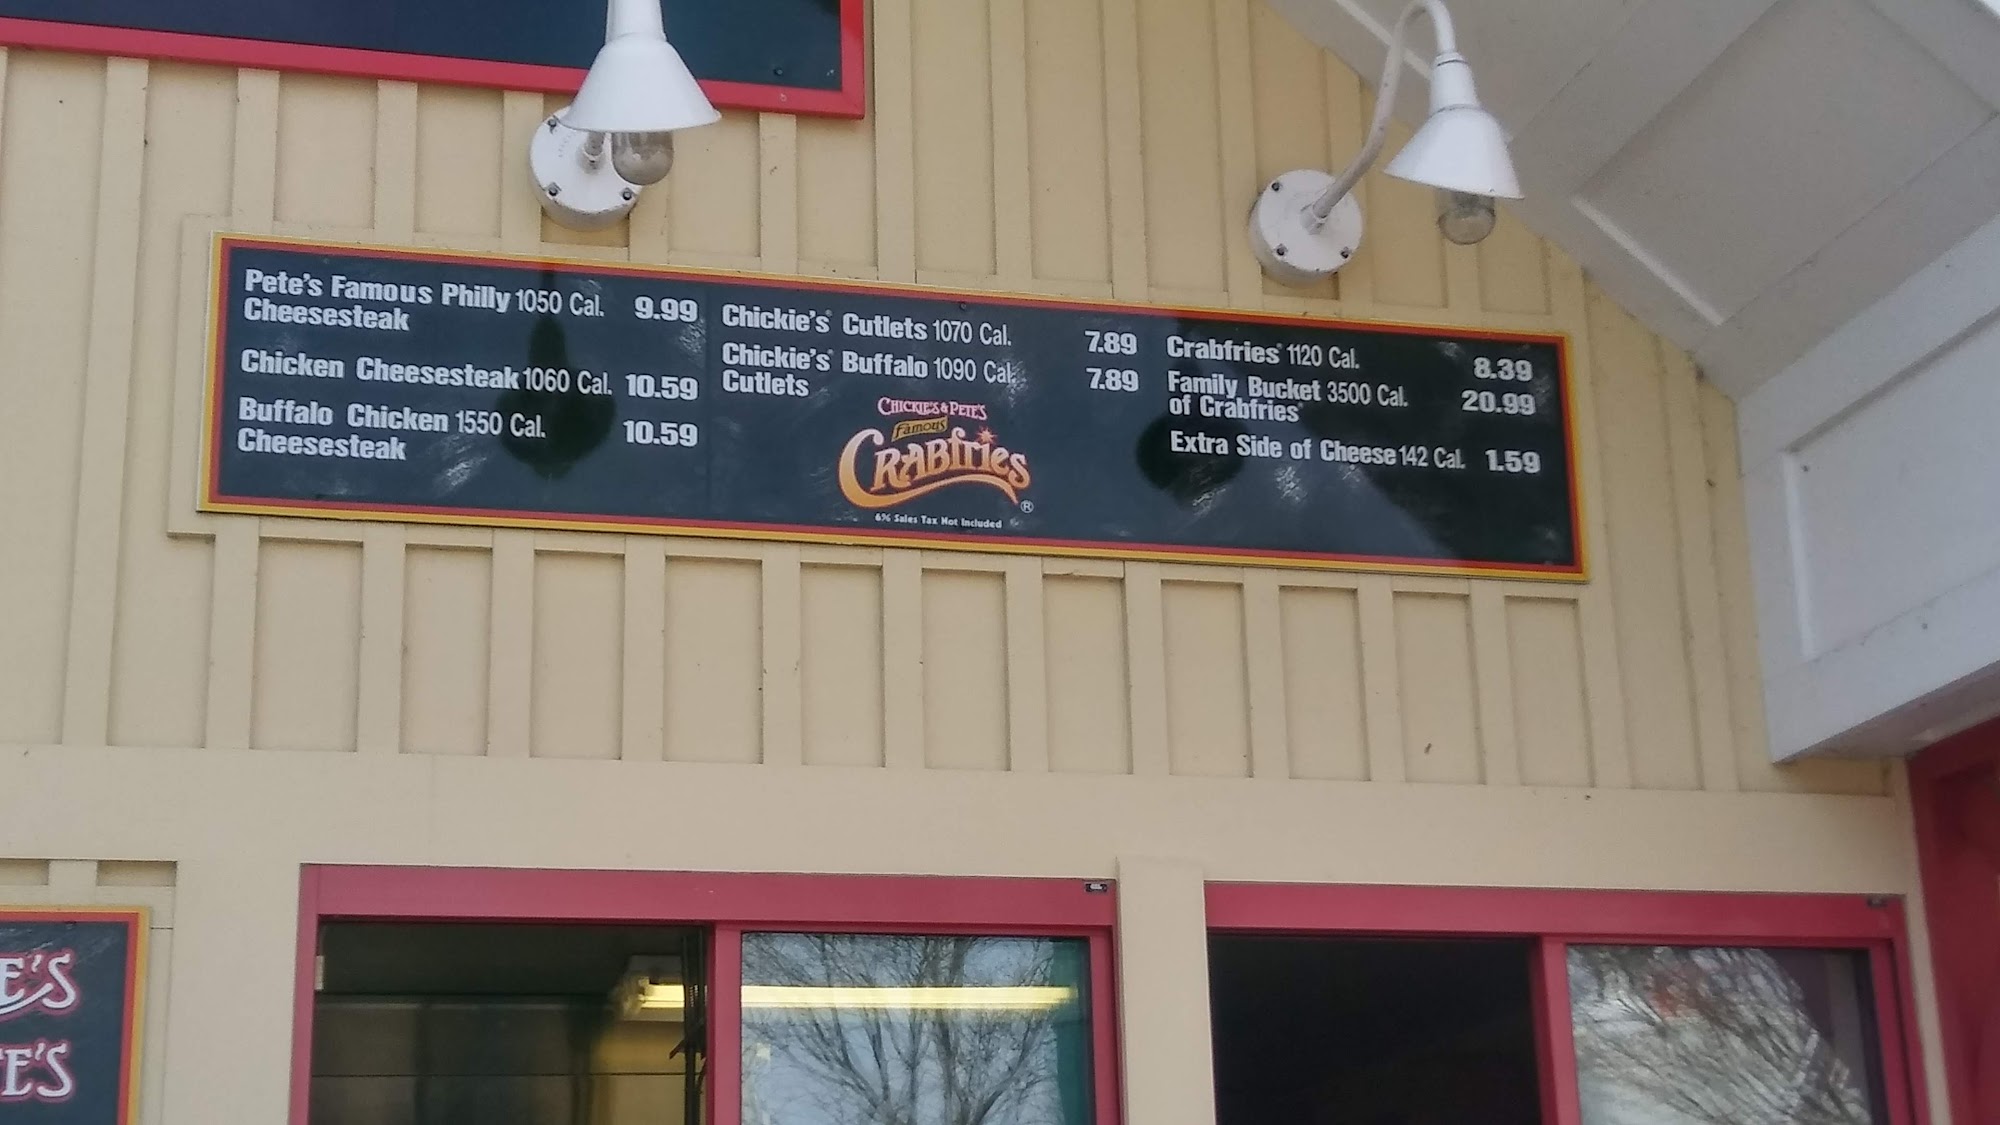 Pete's Famous Philly 1050 Cal. 9.99
Cheesesteak
Chicken Cheesesteak 1060 Cal. 10.59
Buffalo Chicken 1550 Cal. 10.59
Cheesesteak
Chickie's® Cutlets 1070 Cal. 7.89
Chickie's® Buffalo 1090 Cal. 7.89
Cutlets
CHICKIE'S & PETE'S
Famous
CRABfries®
6% Sales Tax Not Included
Crabfries® 1120 Cal. 8.39
Family Bucket 3500 Cal. 20.99
of Crabfries®
Extra Side of Cheese 142 Cal. 1.59
E'S
TE'S